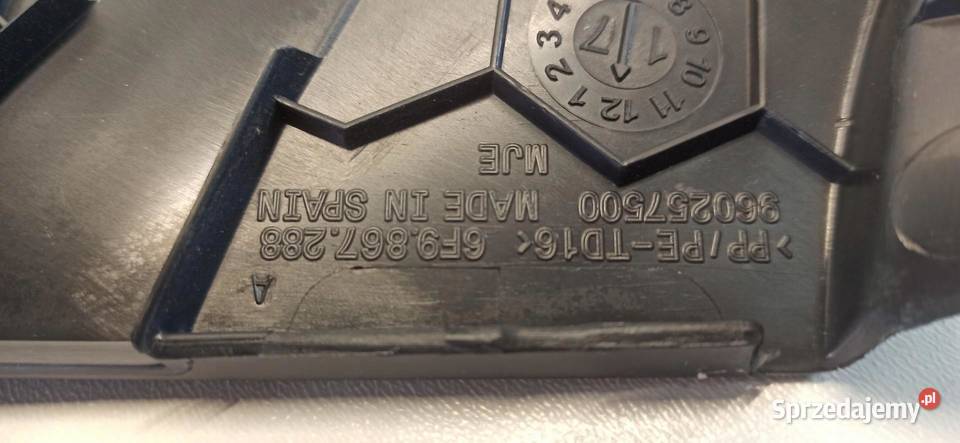 A
>PP/PE-TD16< 6F9.867.288
960257500 MADE IN SPAIN
MJE
8 9 10 11 12 1 2 3 4
17
Sprzedajemy.pl